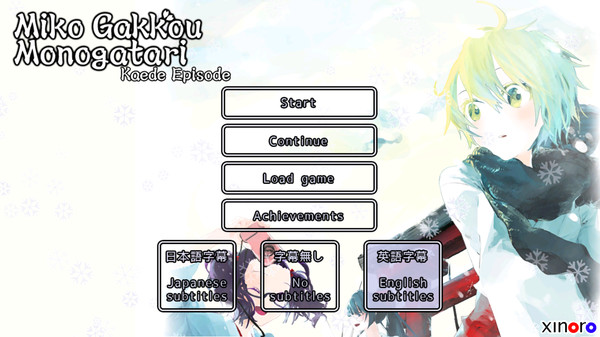 Miko Gakkou
Monogatari
Kaede Episode
Start
Continue
Load game
Achievements
日本語字幕
Japanese
subtitles
字幕無し
No
subtitles
英語字幕
English
subtitles
xinoro